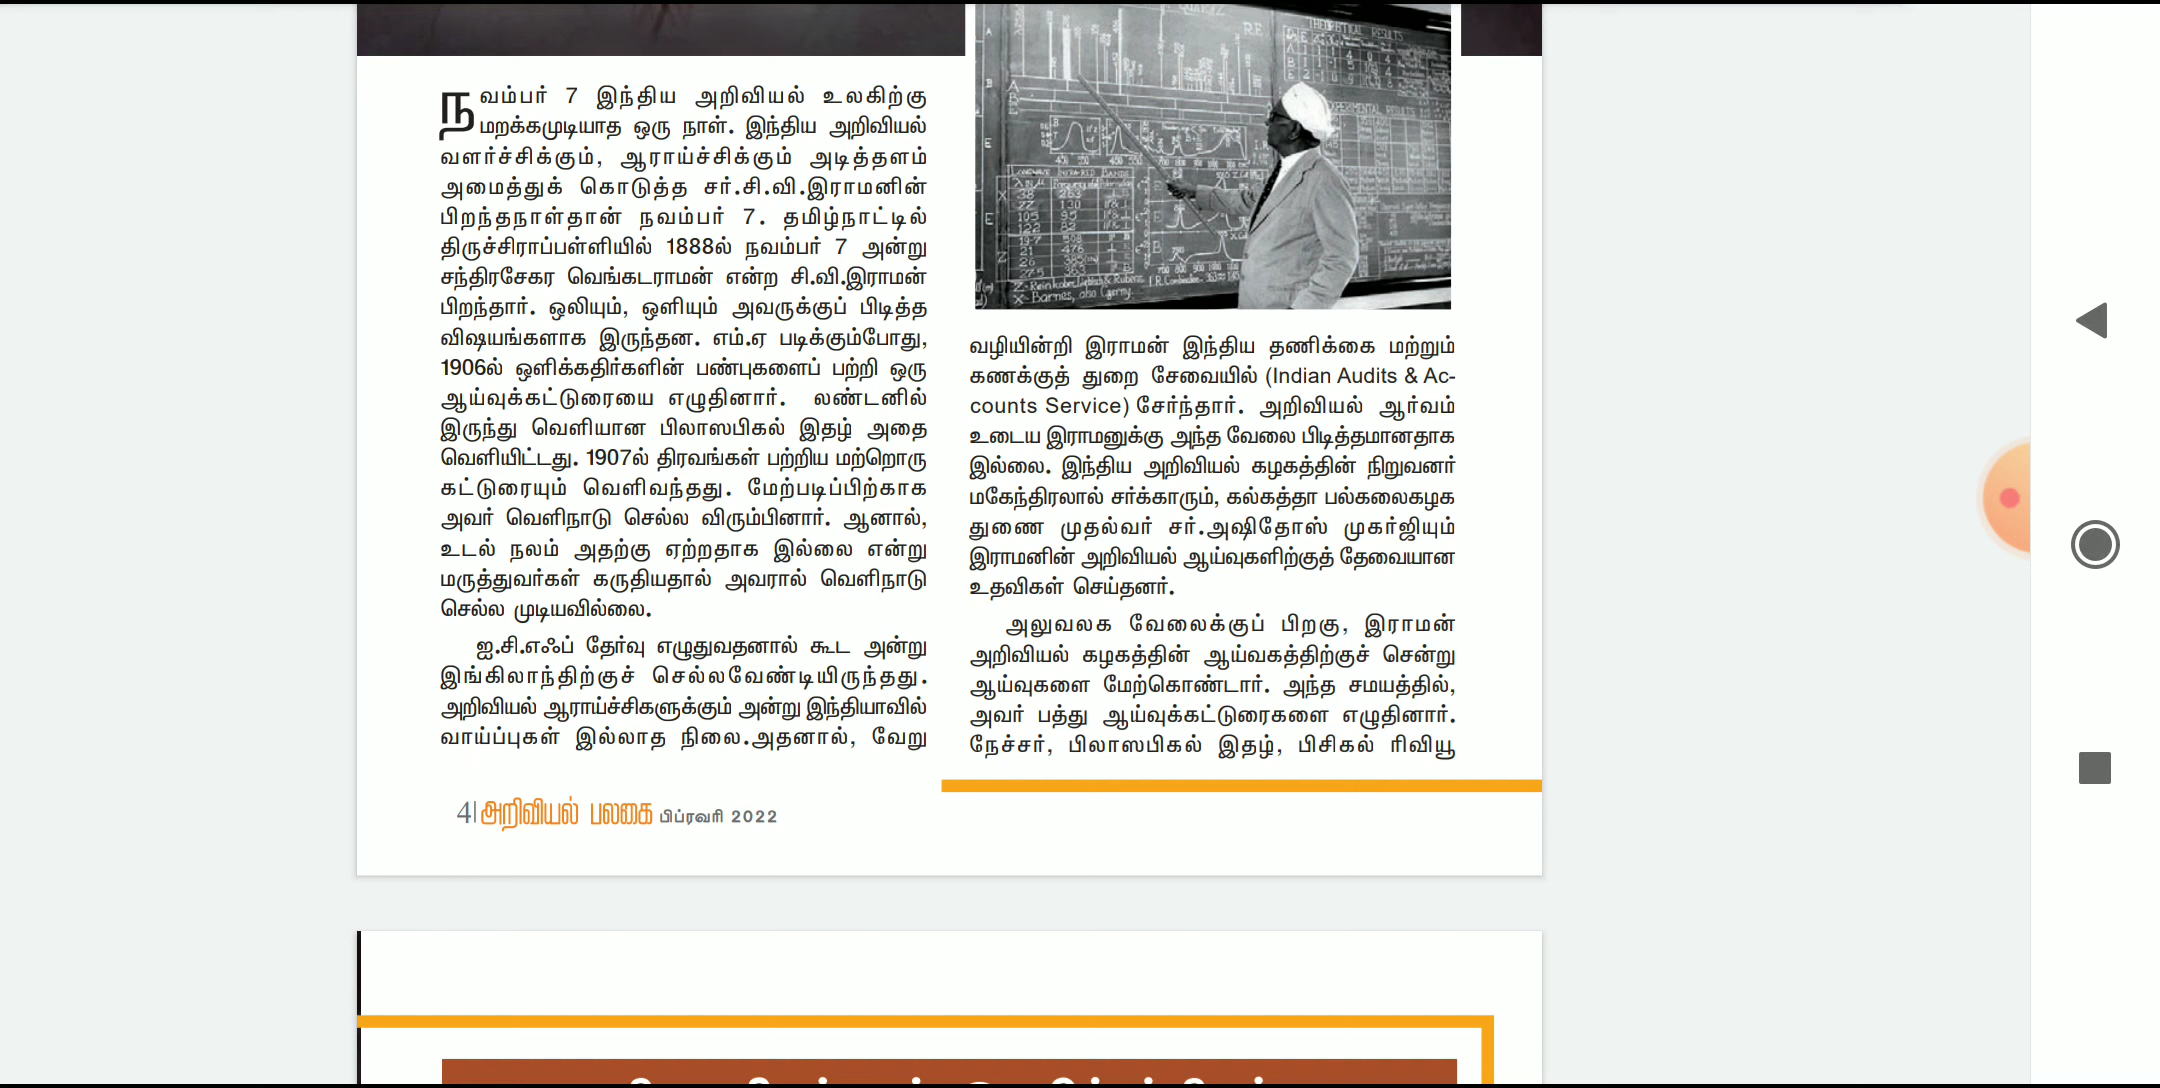 நவம்பர் 7 இந்திய அறிவியல் உலகிற்கு
மறக்கமுடியாத ஒரு நாள். இந்திய அறிவியல்
வளர்ச்சிக்கும், ஆராய்ச்சிக்கும் அடித்தளம்
அமைத்துக் கொடுத்த சர்.சி.வி.இராமனின்
பிறந்தநாள்தான் நவம்பர் 7. தமிழ்நாட்டில்
திருச்சிராப்பள்ளியில் 1888ல் நவம்பர் 7 அன்று
சந்திரசேகர வெங்கடராமன் என்ற சி.வி.இராமன்
பிறந்தார். ஒலியும், ஒளியும் அவருக்குப் பிடித்த
விஷயங்களாக இருந்தன. எம்.ஏ படிக்கும்போது,
1906ல் ஒளிக்கதிர்களின் பண்புகளைப் பற்றி ஒரு
ஆய்வுக்கட்டுரையை எழுதினார். லண்டனில்
இருந்து வெளியான பிலாஸபிகல் இதழ் அதை
வெளியிட்டது. 1907ல் திரவங்கள் பற்றிய மற்றொரு
கட்டுரையும் வெளிவந்தது. மேற்படிப்பிற்காக
அவர் வெளிநாடு செல்ல விரும்பினார். ஆனால்,
உடல் நலம் அதற்கு ஏற்றதாக இல்லை என்று
மருத்துவர்கள் கருதியதால் அவரால் வெளிநாடு
செல்ல முடியவில்லை.
ஐ.சி.எஃப் தேர்வு எழுதுவதனால் கூட அன்று
இங்கிலாந்திற்குச் செல்லவேண்டியிருந்தது.
அறிவியல் ஆராய்ச்சிகளுக்கும் அன்று இந்தியாவில்
வாய்ப்புகள் இல்லாத நிலை.அதனால், வேறு
QUARTZ
R.E
THEORETICAL RESULTS
EXPERIMENTAL RESULTS
X - Barnes, also Czerny.
வழியின்றி இராமன் இந்திய தணிக்கை மற்றும்
கணக்குத் துறை சேவையில் (Indian Audits & Ac-
counts Service) சேர்ந்தார். அறிவியல் ஆர்வம்
உடைய இராமனுக்கு அந்த வேலை பிடித்தமானதாக
இல்லை. இந்திய அறிவியல் கழகத்தின் நிறுவனர்
மகேந்திரலால் சர்க்காரும், கல்கத்தா பல்கலைகழக
துணை முதல்வர் சர்.அஷிதோஸ் முகர்ஜியும்
இராமனின் அறிவியல் ஆய்வுகளிற்குத் தேவையான
உதவிகள் செய்தனர்.
அலுவலக வேலைக்குப் பிறகு, இராமன்
அறிவியல் கழகத்தின் ஆய்வகத்திற்குச் சென்று
ஆய்வுகளை மேற்கொண்டார். அந்த சமயத்தில்,
அவர் பத்து ஆய்வுக்கட்டுரைகளை எழுதினார்.
நேச்சர், பிலாஸபிகல் இதழ், பிசிகல் ரிவியூ
4| அறிவியல் பலகை பிப்ரவரி 2022